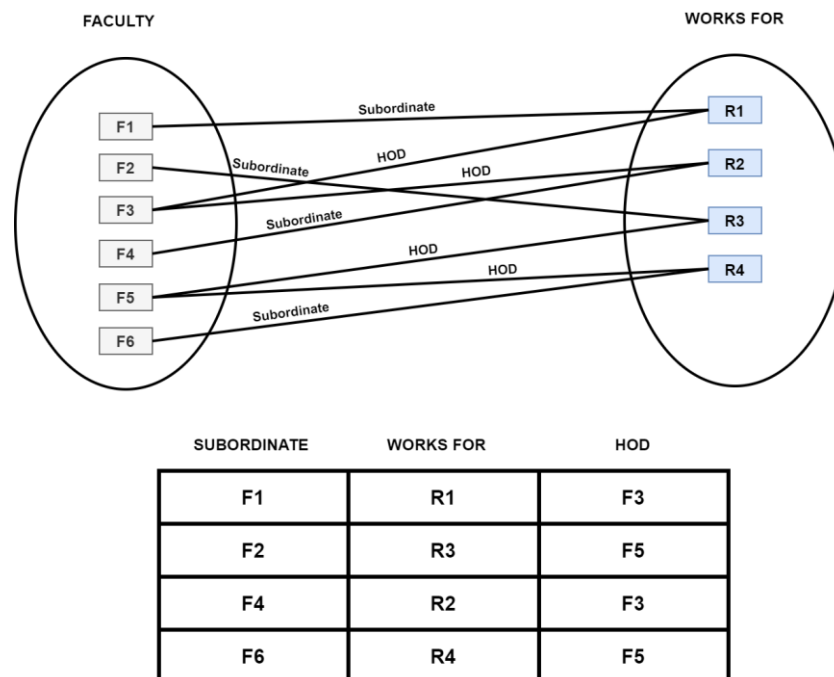 FACULTY
WORKS FOR
Subordinate
R1
F1
HOD
F2
Subordinate
HOD
R2
F3
Subordinate
R3
F4
HOD
HOD
R4
F5
Subordinate
F6
SUBORDINATE WORKS FOR HOD
F1 R1 F3
F2 R3 F5
F4 R2 F3
F6 R4 F5